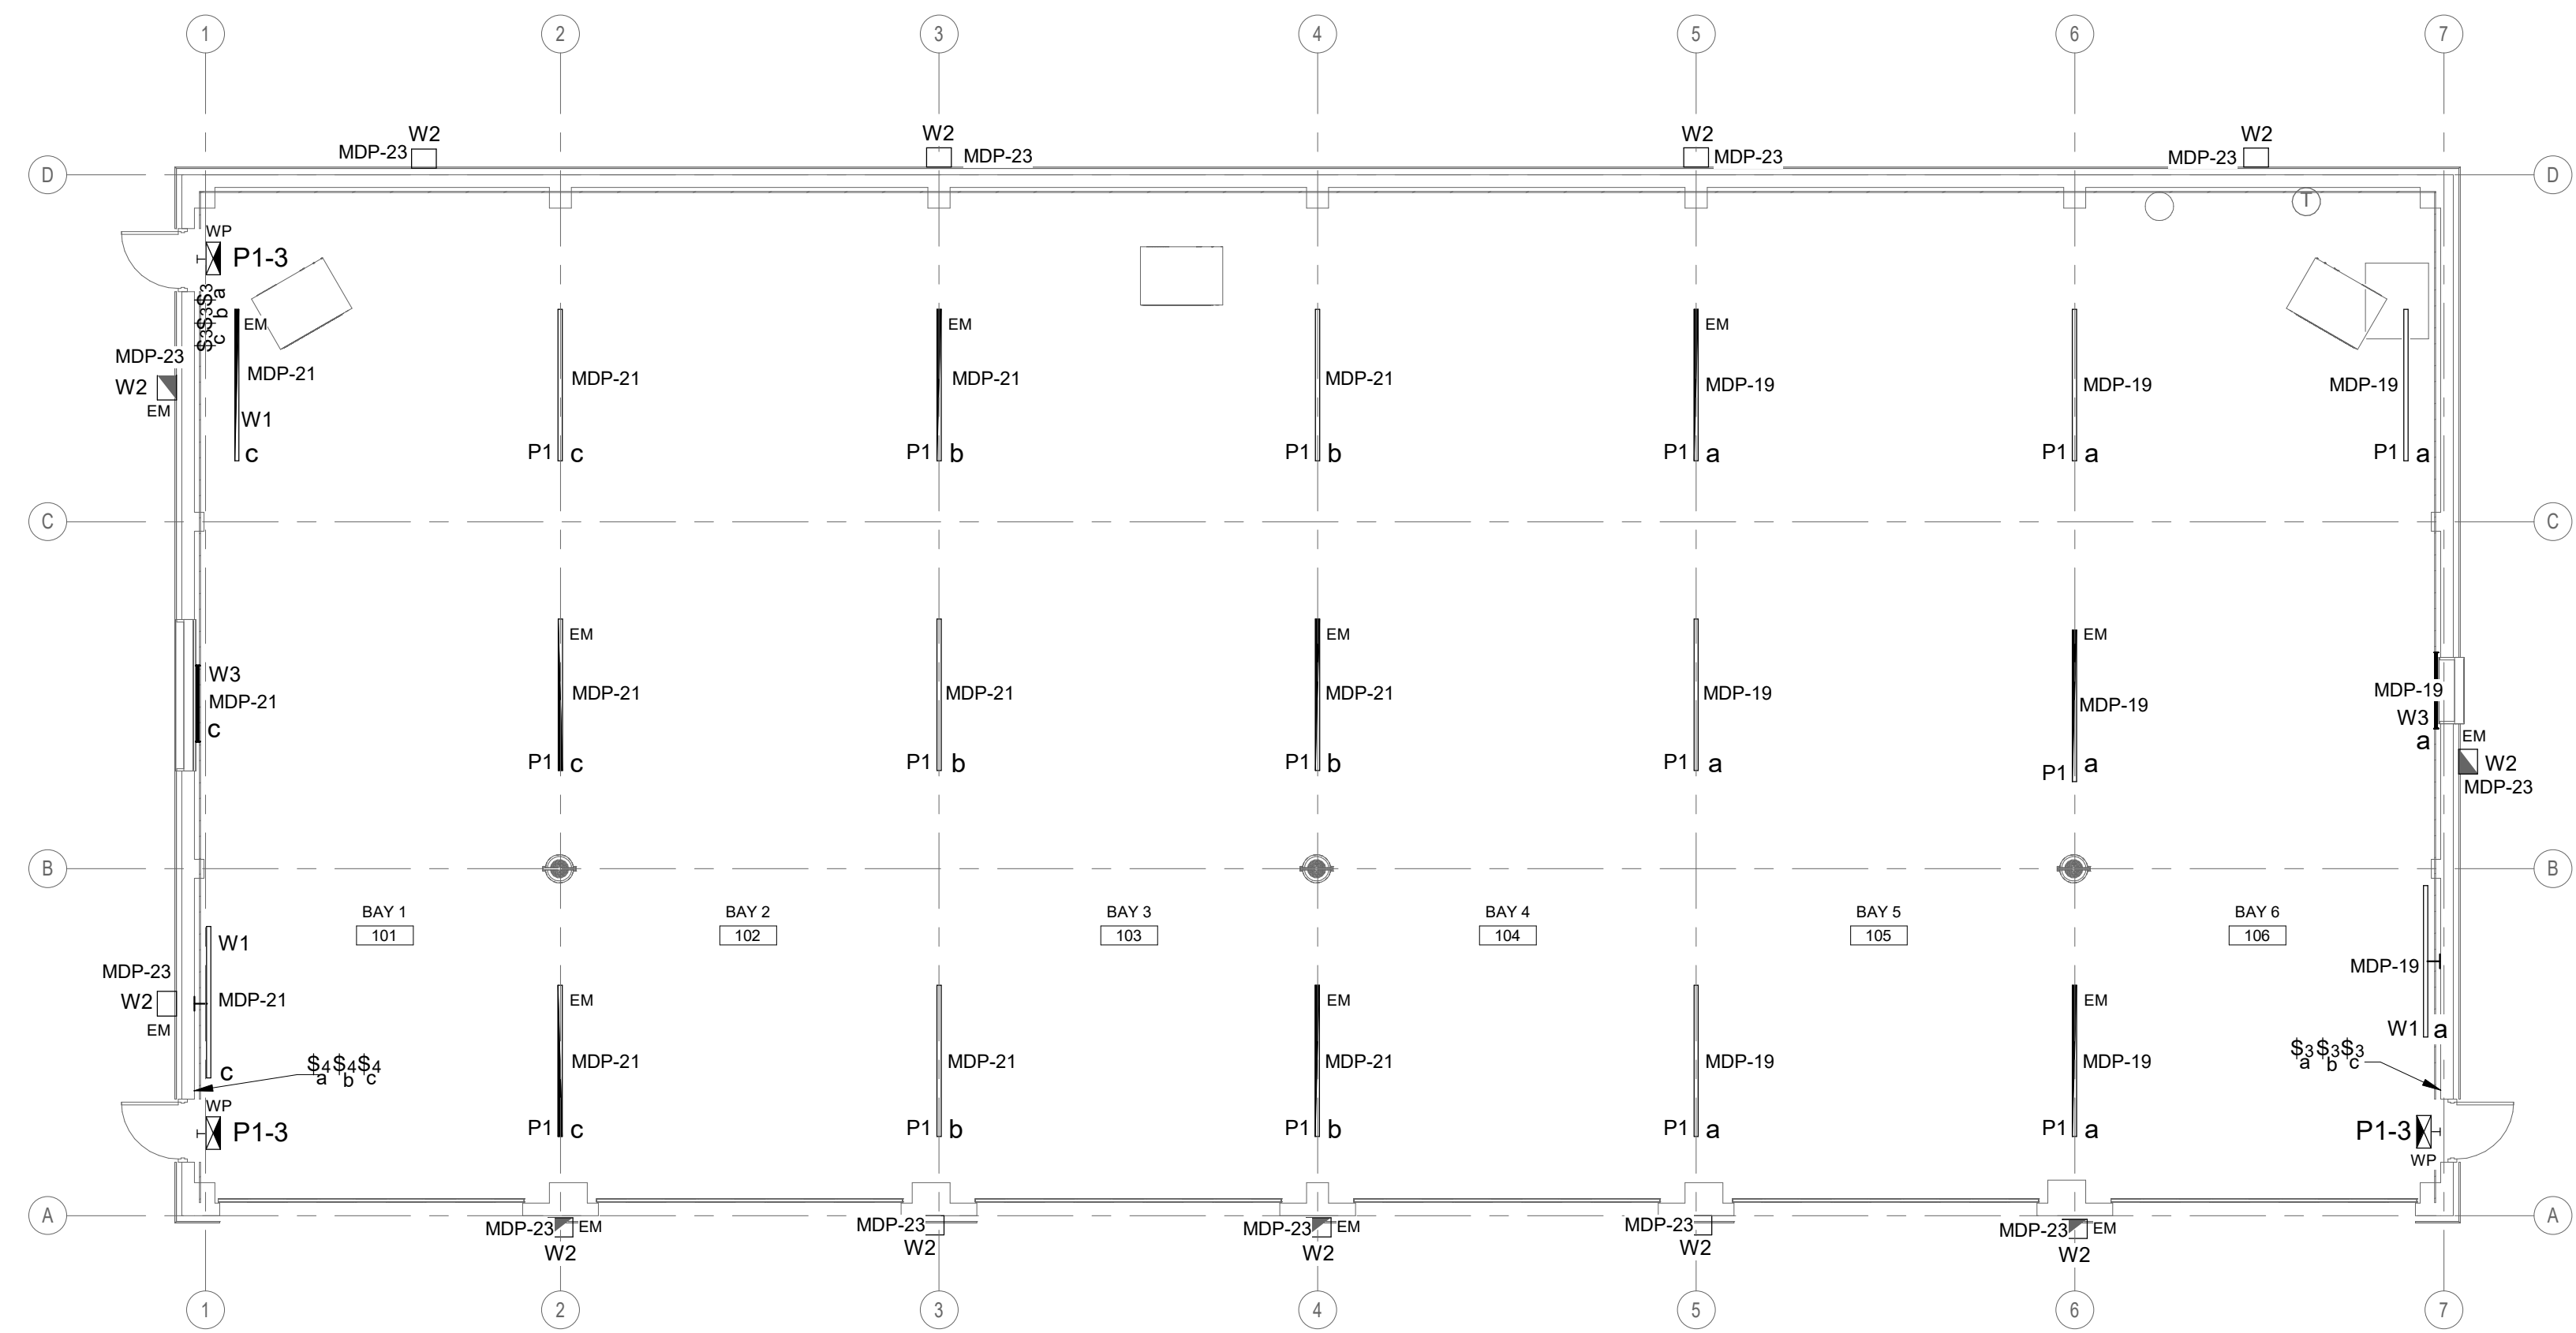 1 2 3 4 5 6 7
W2 W2 W2 W2
MDP-23 MDP-23 MDP-23 MDP-23
D D
T
WP
P1-3
$3 $3 $3
a b c
EM EM EM
MDP-23
W2
EM
MDP-21 MDP-21 MDP-21 MDP-21 MDP-19 MDP-19 MDP-19
W1
c P1 c P1 b P1 b P1 a P1 a P1 a
C C
EM EM EM
W3
MDP-21 MDP-21 MDP-21 MDP-21 MDP-19 MDP-19 MDP-19
c W3
a
EM
W2
MDP-23
P1 c P1 b P1 b P1 a P1 a
B B
BAY 1 BAY 2 BAY 3 BAY 4 BAY 5 BAY 6
101 102 103 104 105 106
W1
MDP-23 MDP-19
W2 MDP-21
EM EM EM EM
W1 a
MDP-21 MDP-21 MDP-21 MDP-19 MDP-19
$4 $4 $4
a b c
$3 $3 $3
a b c
c
WP
P1-3 P1 c P1 b P1 b P1 a P1 a P1-3
WP
A A
MDP-23 EM MDP-23 MDP-23 EM MDP-23 MDP-23 EM
W2 W2 W2 W2 W2
1 2 3 4 5 6 7